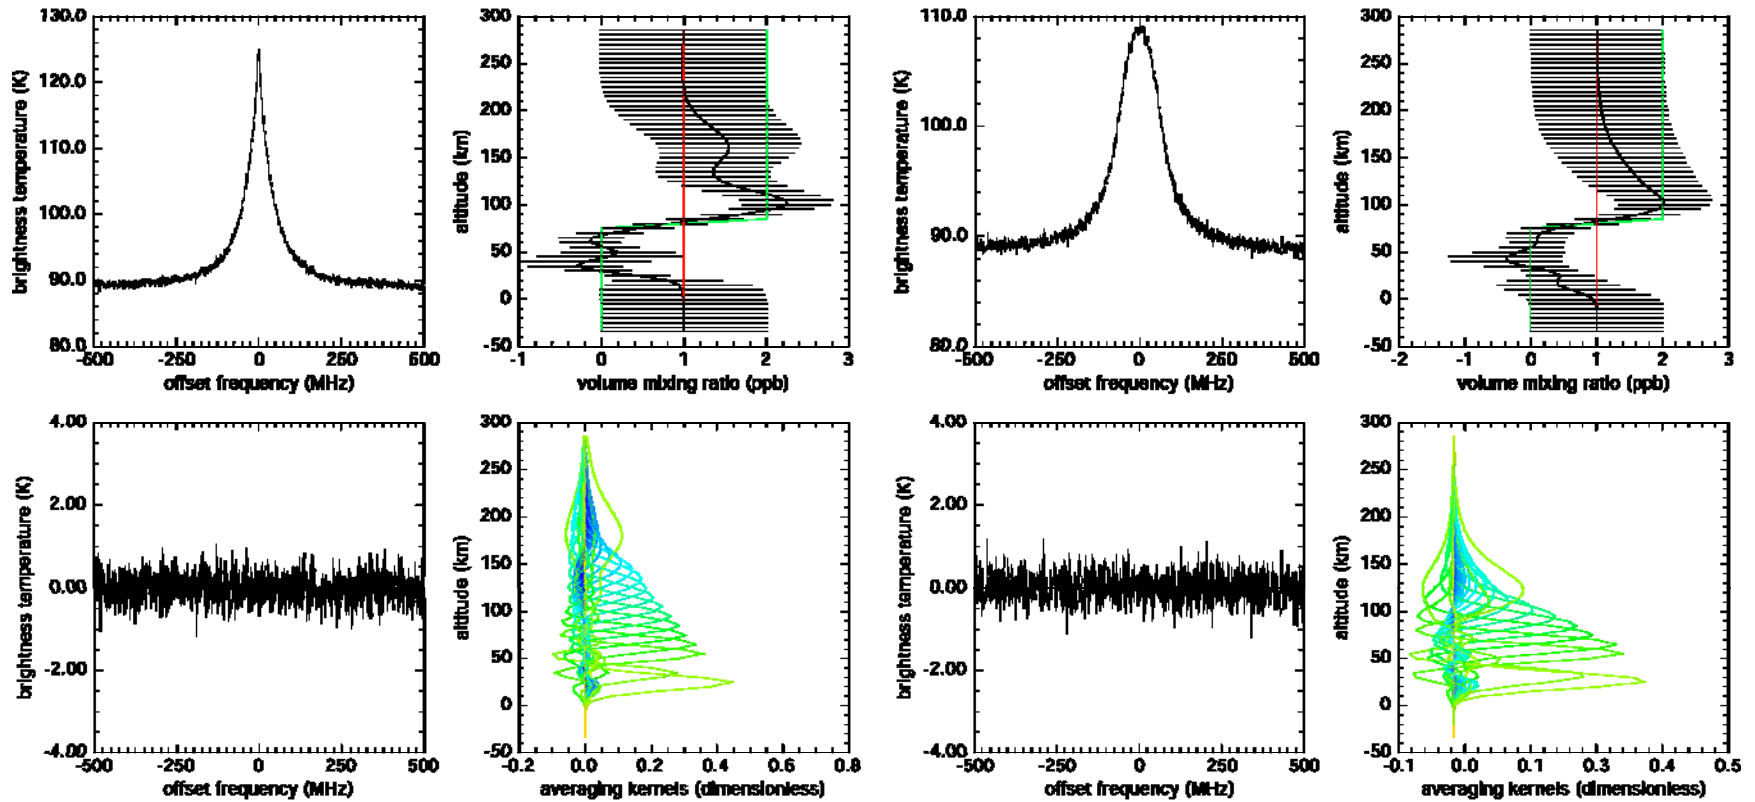 130.0
120.0
110.0
100.0
90.0
80.0
-500 -250 0 250 500
offset frequency (MHz)
brightness temperature (K)
300
250
200
150
100
50
0
-50
-1 0 1 2 3
volume mixing ratio (ppb)
altitude (km)
110.0
100.0
90.0
80.0
-500 -250 0 250 500
offset frequency (MHz)
brightness temperature (K)
300
250
200
150
100
50
0
-50
-2 -1 0 1 2 3
volume mixing ratio (ppb)
altitude (km)
4.00
2.00
0.00
-2.00
-4.00
-500 -250 0 250 500
offset frequency (MHz)
brightness temperature (K)
300
250
200
150
100
50
0
-50
-0.2 0.0 0.2 0.4 0.6 0.8
averaging kernels (dimensionless)
altitude (km)
4.00
2.00
0.00
-2.00
-4.00
-500 -250 0 250 500
offset frequency (MHz)
brightness temperature (K)
300
250
200
150
100
50
0
-50
-0.1 0.0 0.1 0.2 0.3 0.4 0.5
averaging kernels (dimensionless)
altitude (km)